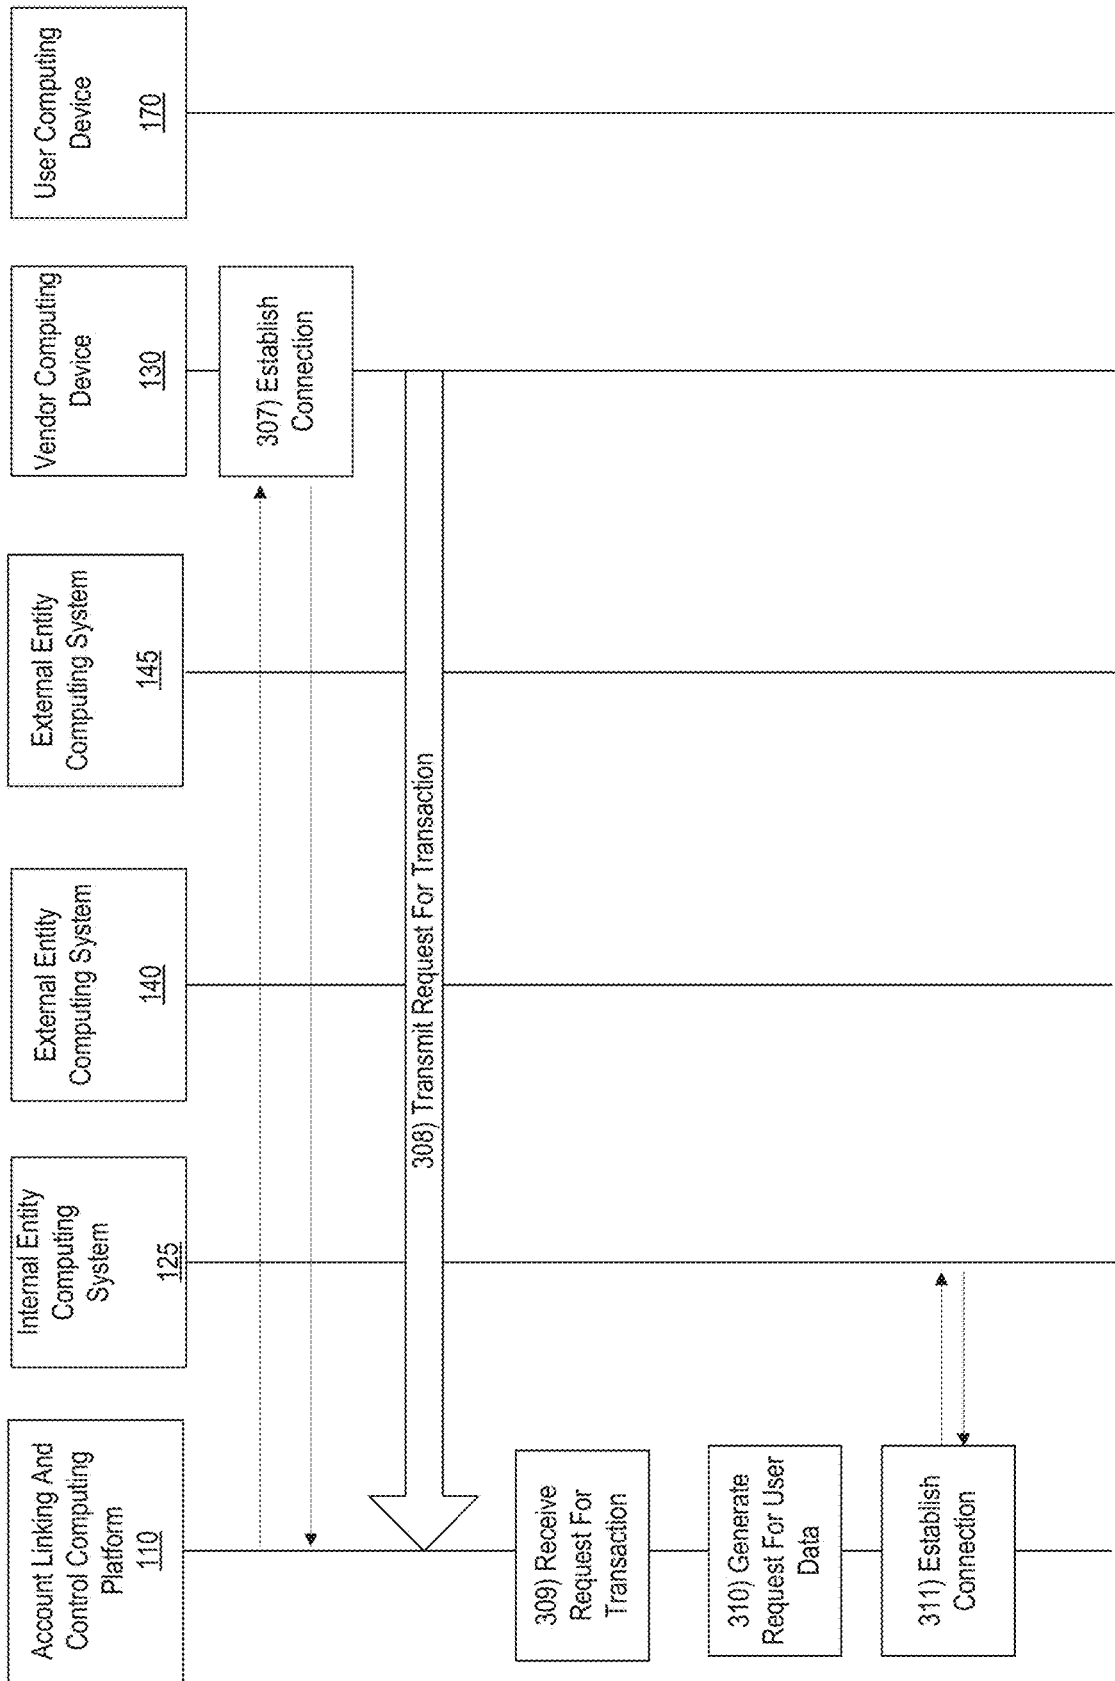 Account Linking And
Control Computing
Platform
110
Internal Entity
Computing
System
125
External Entity
Computing System
140
External Entity
Computing System
145
Vendor Computing
Device
130
User Computing
Device
170
307) Establish
Connection
308) Transmit Request For Transaction
309) Receive
Request For
Transaction
310) Generate
Request For User
Data
311) Establish
Connection